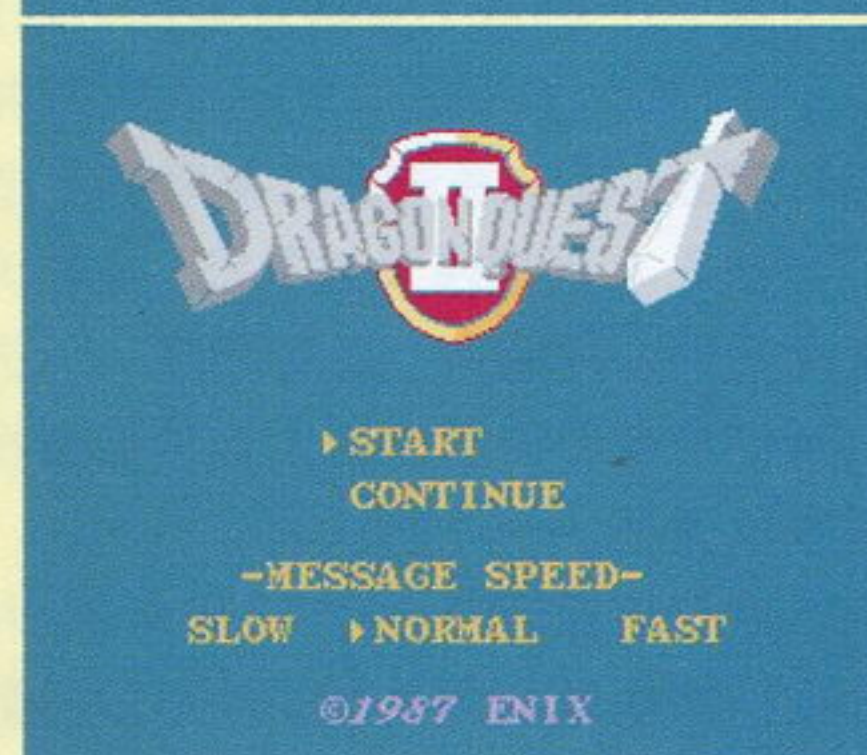 DRAGON QUEST
II
▶START
CONTINUE
-MESSAGE SPEED-
SLOW ▶NORMAL FAST
©1987 ENIX